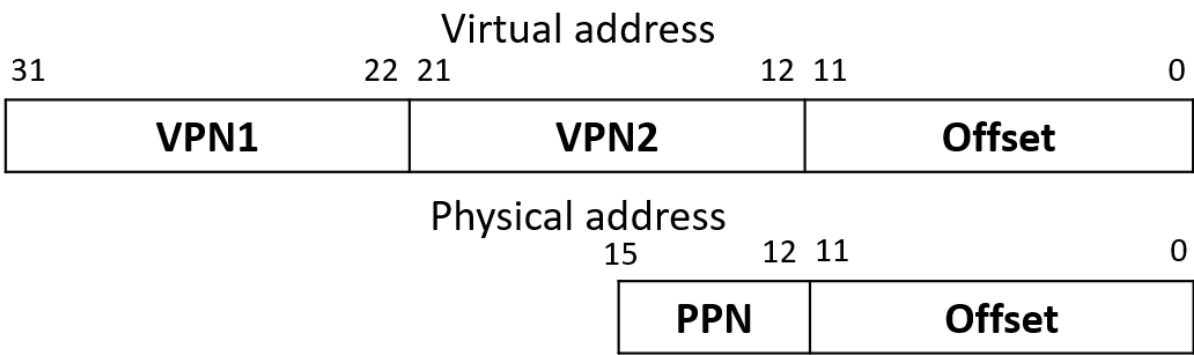 Virtual address
31 22 21 12 11 0
VPN1 VPN2 Offset
Physical address
15 12 11 0
PPN Offset